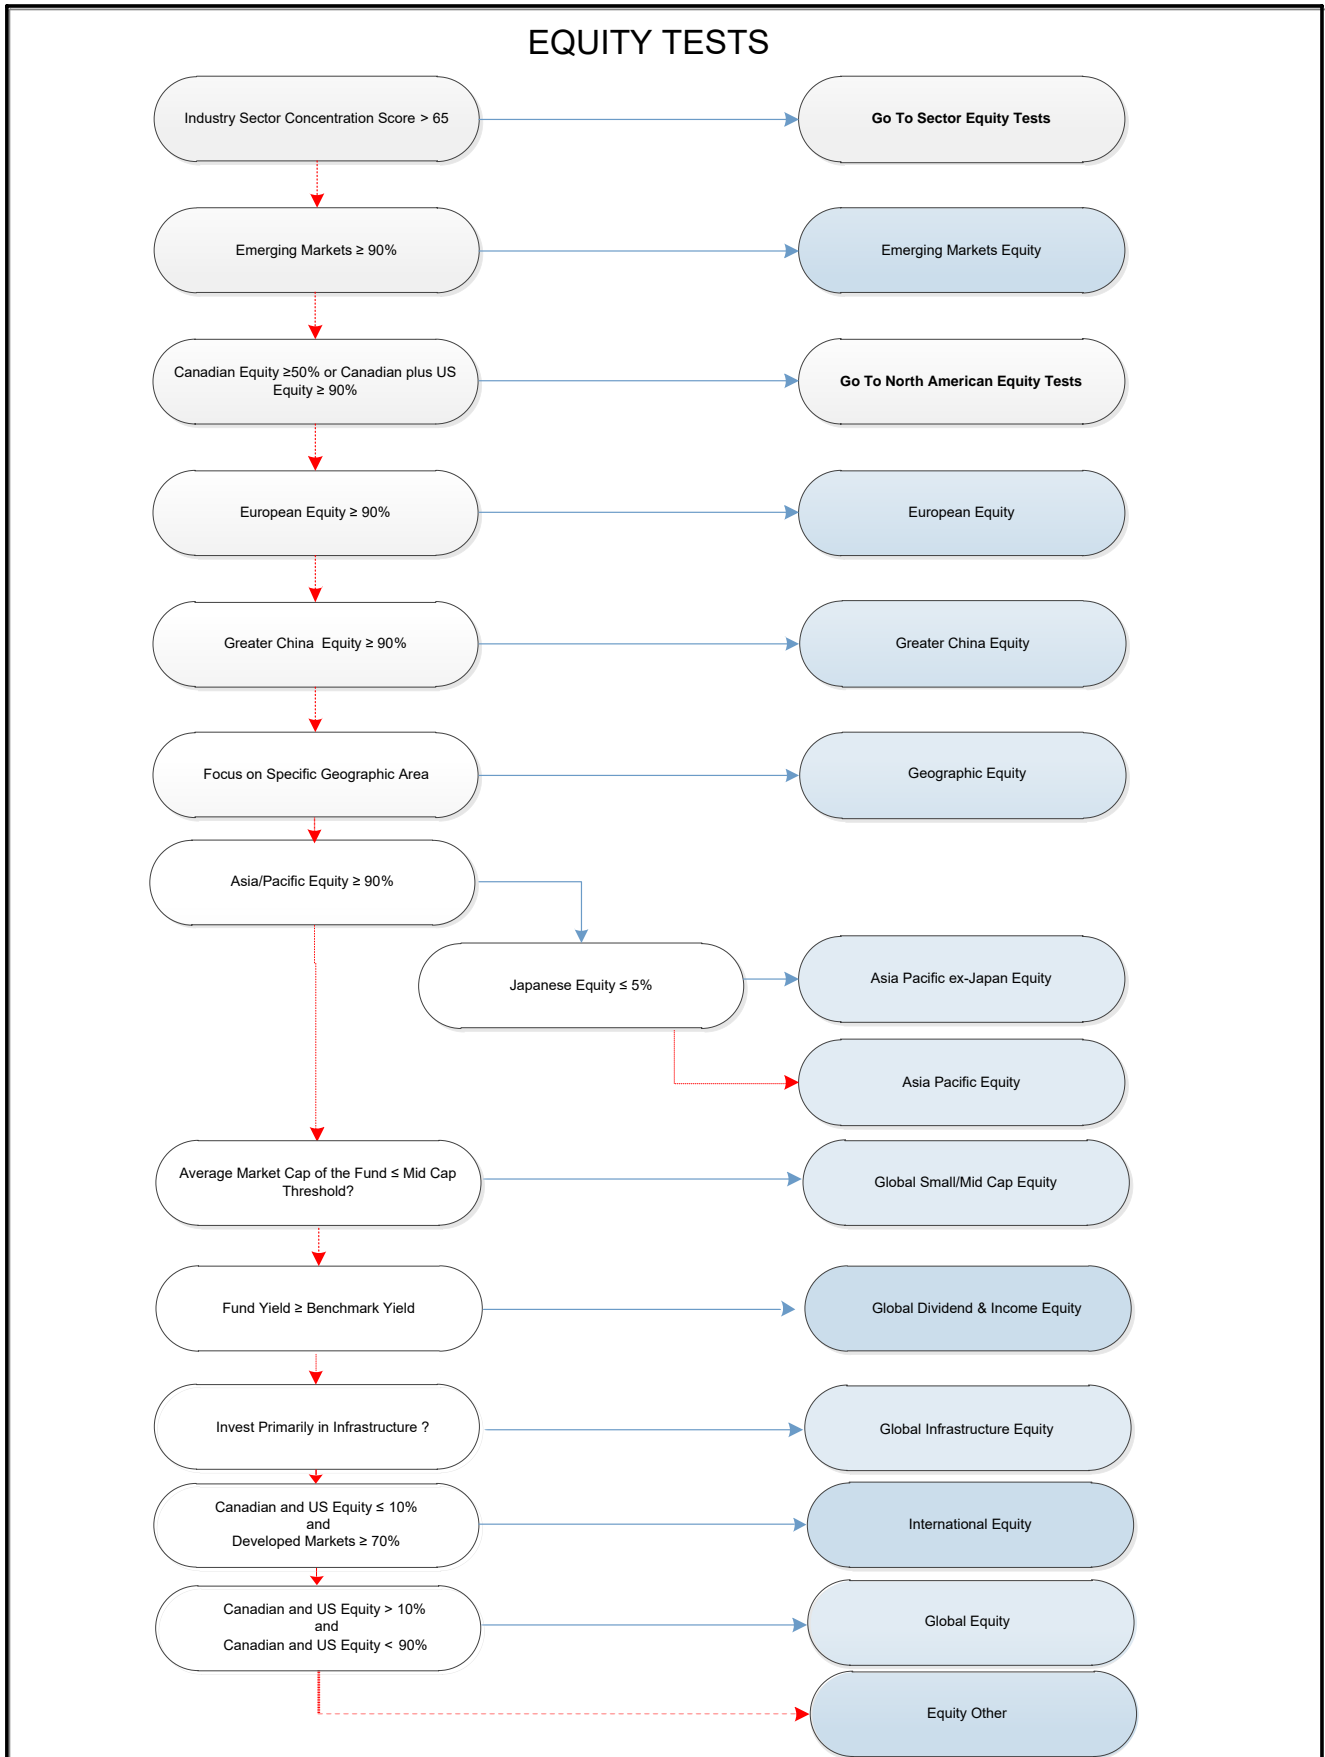 EQUITY TESTS
Industry Sector Concentration Score > 65
Go To Sector Equity Tests
Emerging Markets ≥ 90%
Emerging Markets Equity
Canadian Equity ≥50% or Canadian plus US
Equity ≥ 90%
Go To North American Equity Tests
European Equity ≥ 90%
European Equity
Greater China  Equity ≥ 90%
Greater China Equity
Focus on Specific Geographic Area
Geographic Equity
Asia/Pacific Equity ≥ 90%
Japanese Equity ≤ 5%
Asia Pacific ex-Japan Equity
Asia Pacific Equity
Average Market Cap of the Fund ≤ Mid Cap
Threshold?
Global Small/Mid Cap Equity
Fund Yield ≥ Benchmark Yield
Global Dividend & Income Equity
Invest Primarily in Infrastructure ?
Global Infrastructure Equity
Canadian and US Equity ≤ 10%
and
Developed Markets ≥ 70%
International Equity
Canadian and US Equity > 10%
and
Canadian and US Equity < 90%
Global Equity
Equity Other